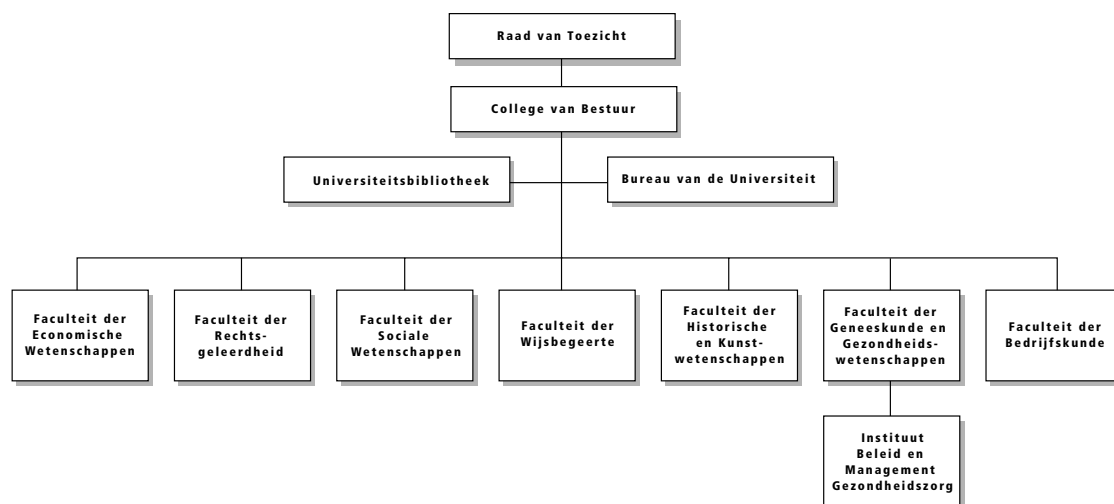 Raad van Toezicht
College van Bestuur
Universiteitsbibliotheek
Bureau van de Universiteit
Faculteit der
Economische
Wetenschappen
Faculteit der
Rechts-
geleerdheid
Faculteit der
Sociale
Wetenschappen
Faculteit der
Wijsbegeerte
Faculteit der
Historische
en Kunst-
wetenschappen
Faculteit der
Geneeskunde en
Gezondheids-
wetenschappen
Faculteit der
Bedrijfskunde
Instituut
Beleid en
Management
Gezondheidszorg